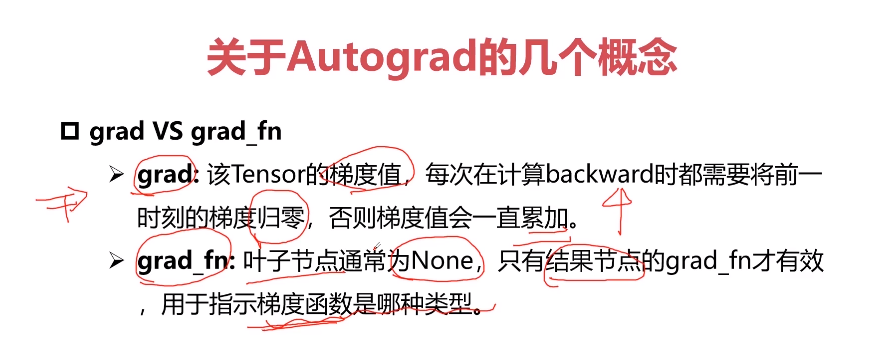 关于Autograd的几个概念
grad VS grad_fn
grad: 该Tensor的梯度值，每次在计算backward时都需要将前一
时刻的梯度归零，否则梯度值会一直累加。
grad_fn: 叶子节点通常为None，只有结果节点的grad_fn才有效
，用于指示梯度函数是哪种类型。